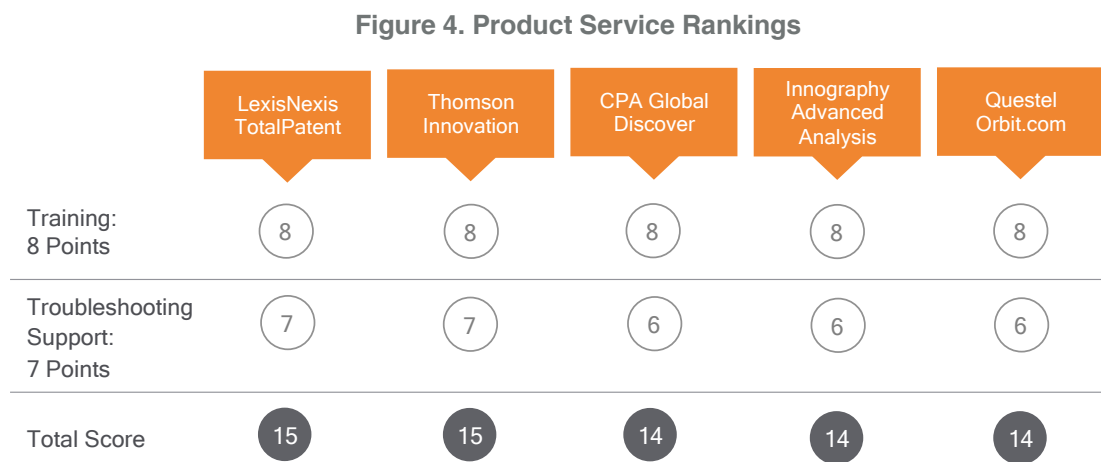 Figure 4. Product Service Rankings
LexisNexis
TotalPatent
Thomson
Innovation
CPA Global
Discover
Innography
Advanced
Analysis
Questel
Orbit.com
Training:
8 Points
8
8
8
8
8
Troubleshooting
Support:
7 Points
7
7
6
6
6
Total Score
15
15
14
14
14